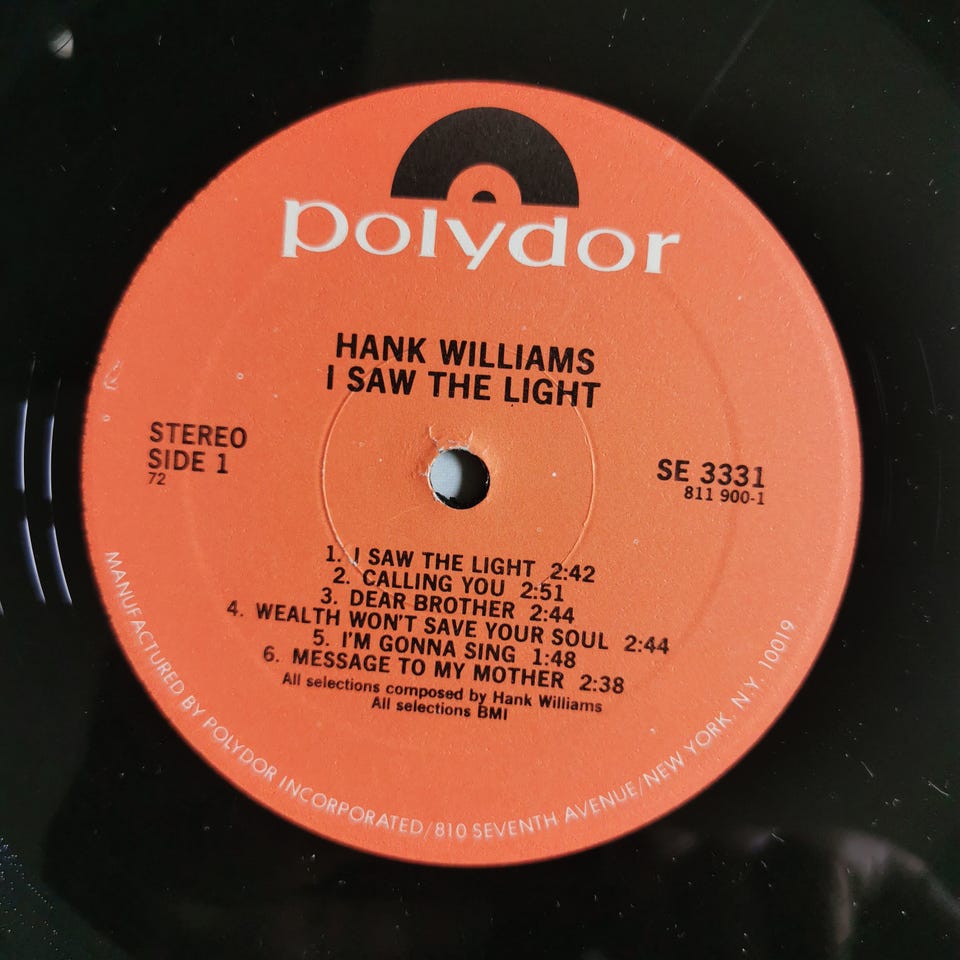 polydor
HANK WILLIAMS
I SAW THE LIGHT
STEREO
SIDE 1
72
SE 3331
811 900-1
1. I SAW THE LIGHT 2:42
2. CALLING YOU 2:51
3. DEAR BROTHER 2:44
4. WEALTH WON'T SAVE YOUR SOUL 2:44
5. I'M GONNA SING 1:48
6. MESSAGE TO MY MOTHER 2:38
All selections composed by Hank Williams
All selections BMI
MANUFACTURED BY POLYDOR INCORPORATED/810 SEVENTH AVENUE/NEW YORK, N.Y. 10019